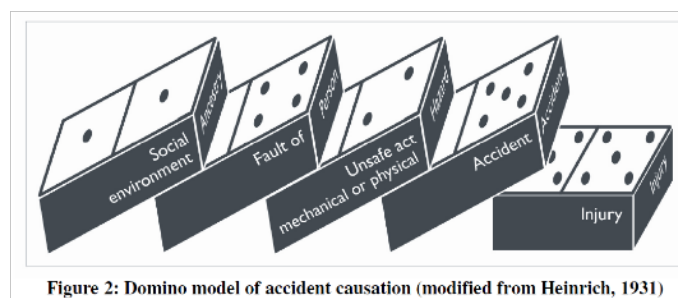 Social
environment
Ancestry
Fault of
Person
Unsafe act
mechanical or physical
Hazard
Accident
Accident
Injury
Injury
Figure 2: Domino model of accident causation (modified from Heinrich, 1931)